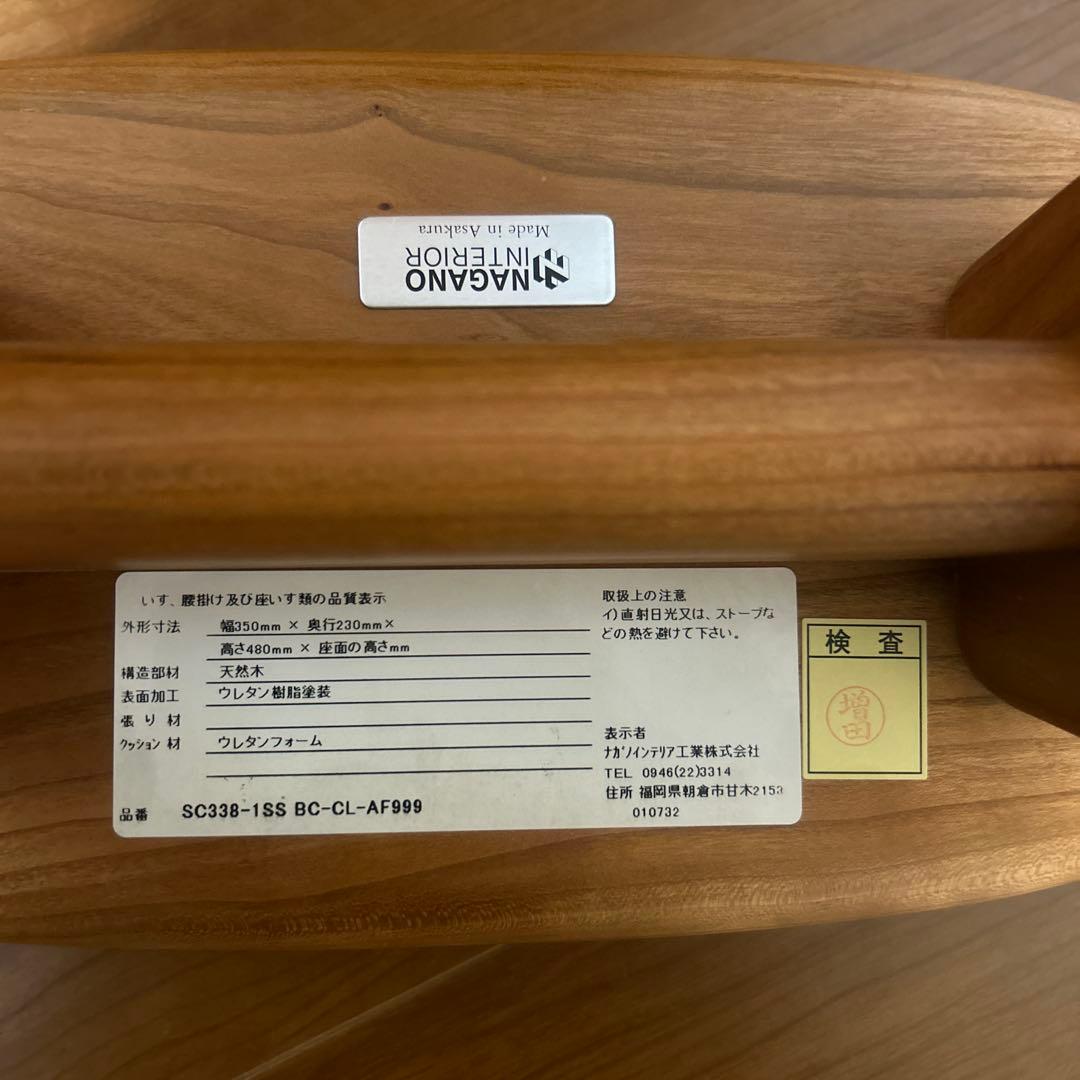 Made in Asakura
NAGANO
INTERIOR
いす、腰掛け及び座いす類の品質表示
外形寸法 幅350mm × 奥行230mm×
高さ480mm × 座面の高さmm
構造部材 天然木
表面加工 ウレタン樹脂塗装
張り材
クッション材 ウレタンフォーム
品番 SC338-1SS BC-CL-AF999
取扱上の注意
イ)直射日光又は、ストーブな
どの熱を避けて下さい。
表示者
ナガノインテリア工業株式会社
TEL 0946(22)3314
住所 福岡県朝倉市甘木2153
010732
検査
増田